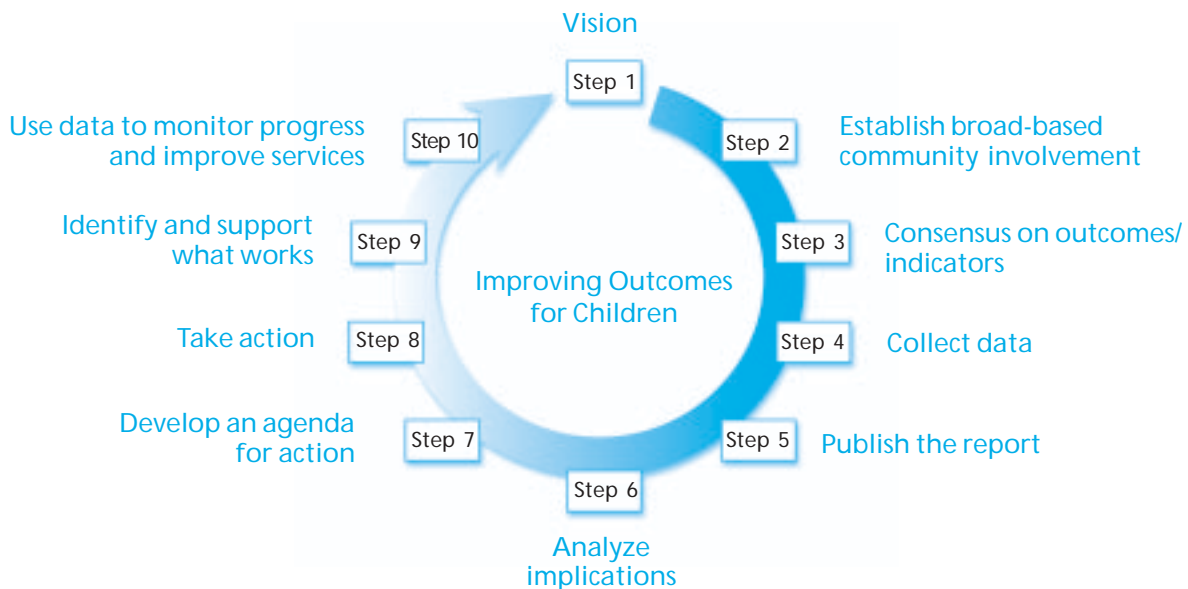 Vision
Step 1
Step 2
Establish broad-based
community involvement
Step 3
Consensus on outcomes/
indicators
Step 4
Collect data
Step 5
Publish the report
Step 6
Analyze
implications
Step 7
Develop an agenda
for action
Step 8
Take action
Step 9
Identify and support
what works
Step 10
Use data to monitor progress
and improve services
Improving Outcomes
for Children